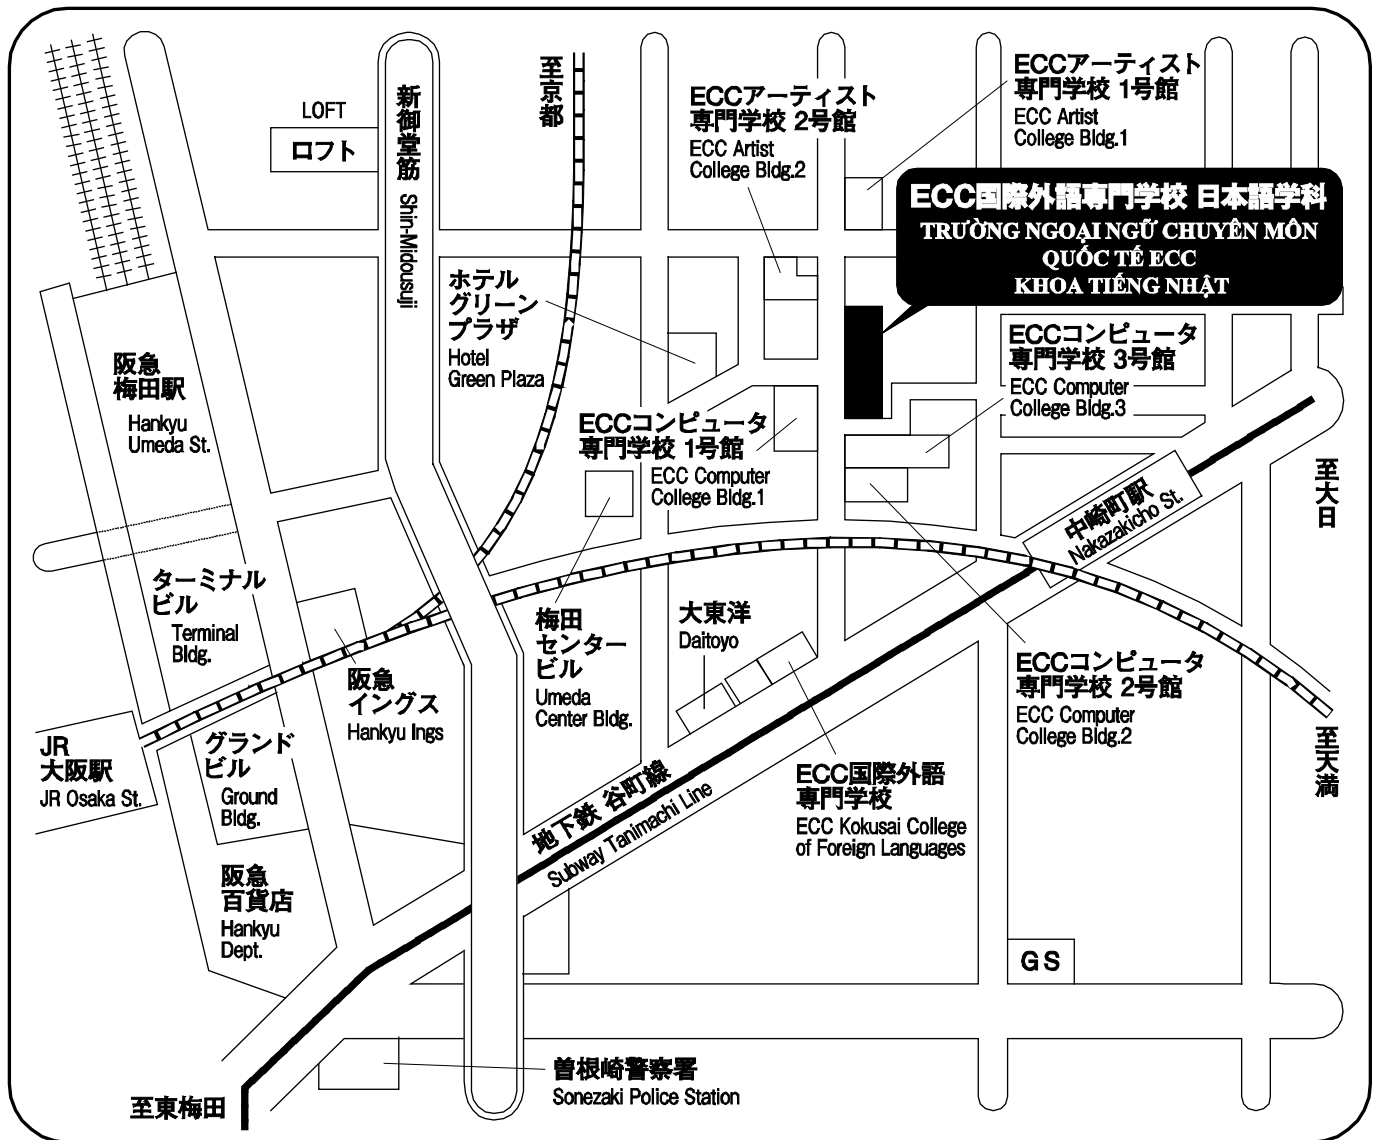 LOFT
ロフト
新御堂筋
Shin-Midousuji
至京都
ECCアーティスト
専門学校 2号館
ECC Artist
College Bldg.2
ECCアーティスト
専門学校 1号館
ECC Artist
College Bldg.1
ECC国際外語専門学校 日本語学科
TRƯỜNG NGOẠI NGỮ CHUYÊN MÔN
QUỐC TẾ ECC
KHOA TIẾNG NHẬT
ホテル
グリーン
プラザ
Hotel
Green Plaza
ECCコンピュータ
専門学校 3号館
ECC Computer
College Bldg.3
阪急
梅田駅
Hankyu
Umeda St.
ECCコンピュータ
専門学校 1号館
ECC Computer
College Bldg.1
至大日
中崎町駅
Nakazakicho St.
ターミナル
ビル
Terminal
Bldg.
梅田
センター
ビル
Umeda
Center Bldg.
大東洋
Daitoyo
阪急
イングス
Hankyu Ings
ECCコンピュータ
専門学校 2号館
ECC Computer
College Bldg.2
JR
大阪駅
JR Osaka St.
グランド
ビル
Ground
Bldg.
至天満
地下鉄 谷町線
Subway Tanimachi Line
ECC国際外語
専門学校
ECC Kokusai College
of Foreign Languages
阪急
百貨店
Hankyu
Dept.
GS
曽根崎警察署
Sonezaki Police Station
至東梅田